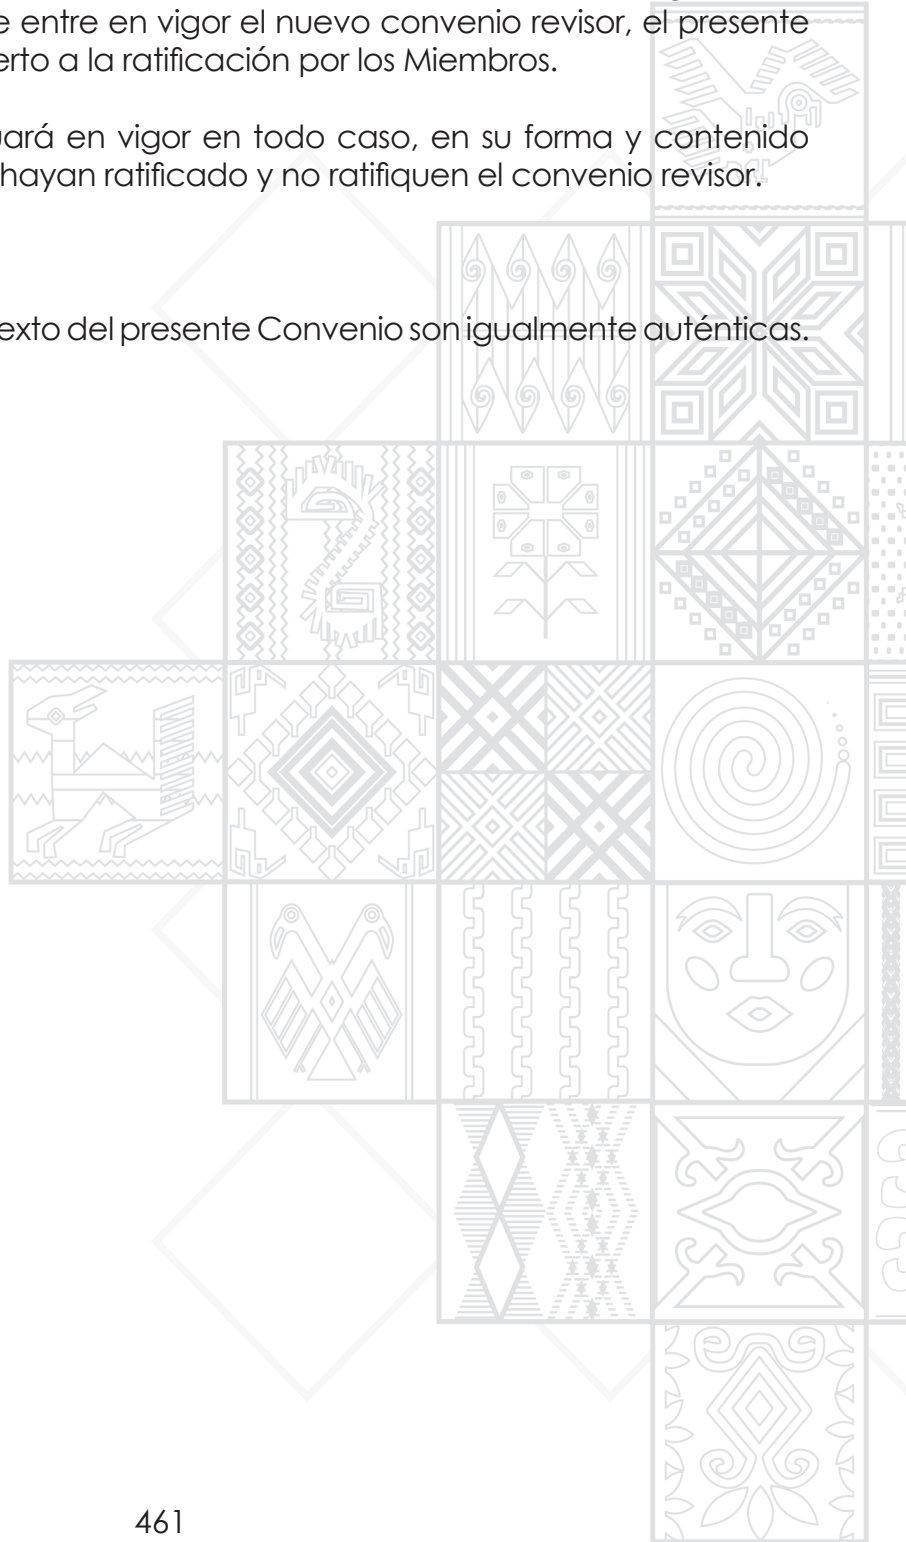 e entre en vigor el nuevo convenio revisor, el presente
erto a la ratificación por los Miembros.
uará en vigor en todo caso, en su forma y contenido
hayan ratificado y no ratifiquen el convenio revisor.
exto del presente Convenio son igualmente auténticas.
461